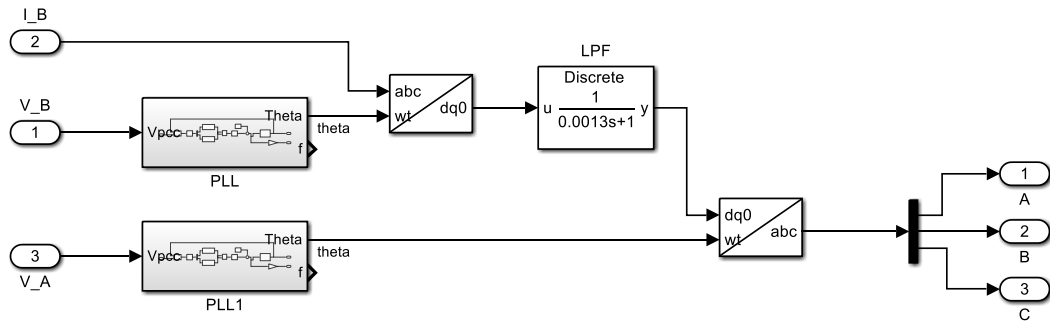 I_B
2
V_B
1
Vpcc
Theta
f
theta
PLL
abc
wt
dq0
LPF
Discrete
u
1
0.0013s+1
y
3
V_A
Vpcc
Theta
f
theta
PLL1
dq0
wt
abc
1
A
2
B
3
C